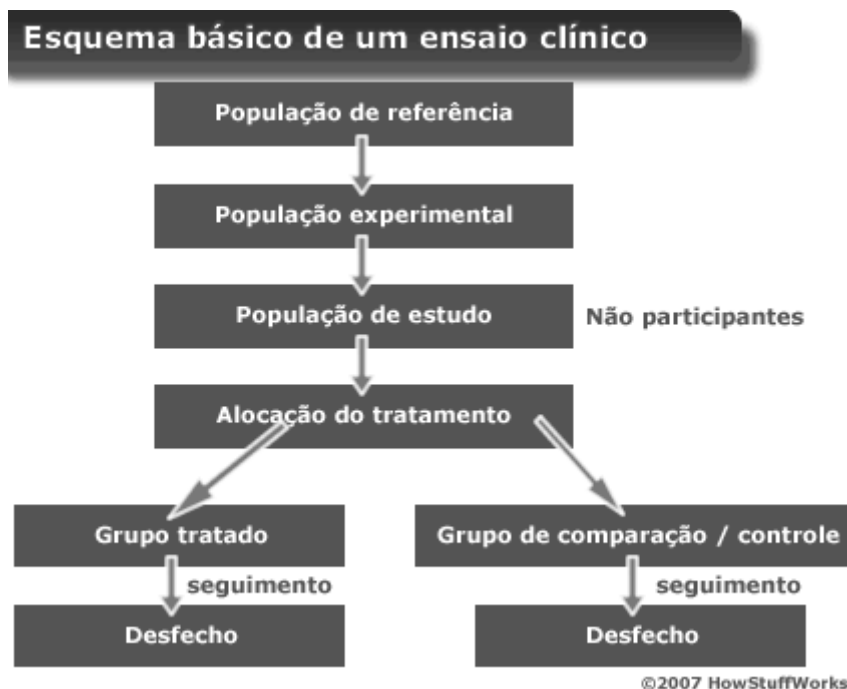 Esquema básico de um ensaio clínico
População de referência
População experimental
População de estudo
Não participantes
Alocação do tratamento
Grupo tratado
Grupo de comparação / controle
seguimento
seguimento
Desfecho
Desfecho
©2007 HowStuffWorks